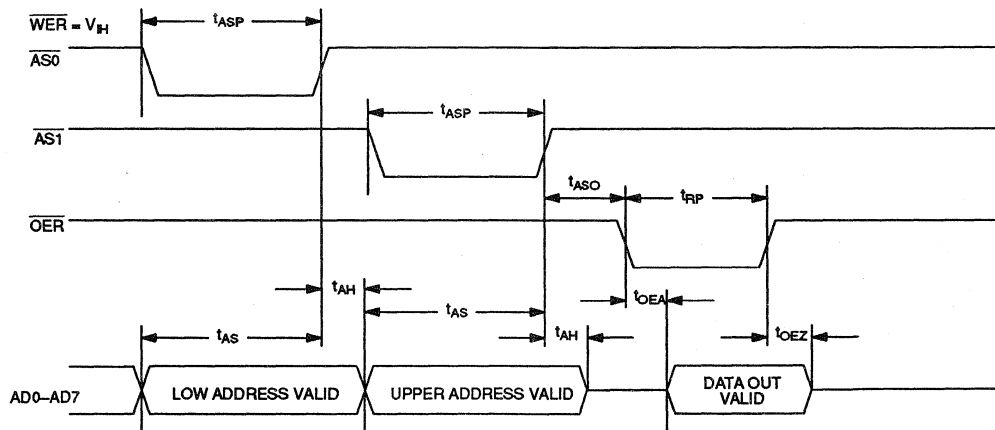 WER = VIH
tASP
AS0
tASP
AS1
tASO
tRP
OER
tAH
tOEA
tAS
tAS
tAH
tOEZ
AD0–AD7
LOW ADDRESS VALID
UPPER ADDRESS VALID
DATA OUT
VALID